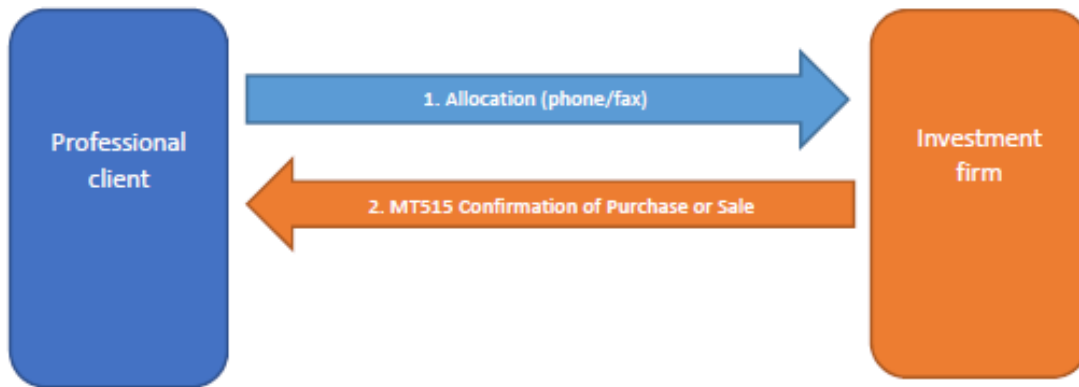 Professional
client
1. Allocation (phone/fax)
2. MT515 Confirmation of Purchase or Sale
Investment
firm